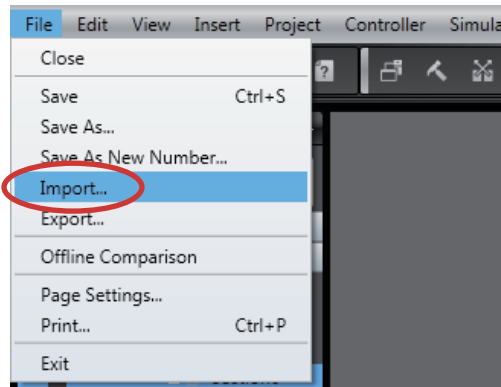 File Edit View Insert Project Controller Simula
Close
Save Ctrl+S
Save As...
Save As New Number...
Import...
Export...
Offline Comparison
Page Settings...
Print... Ctrl+P
Exit